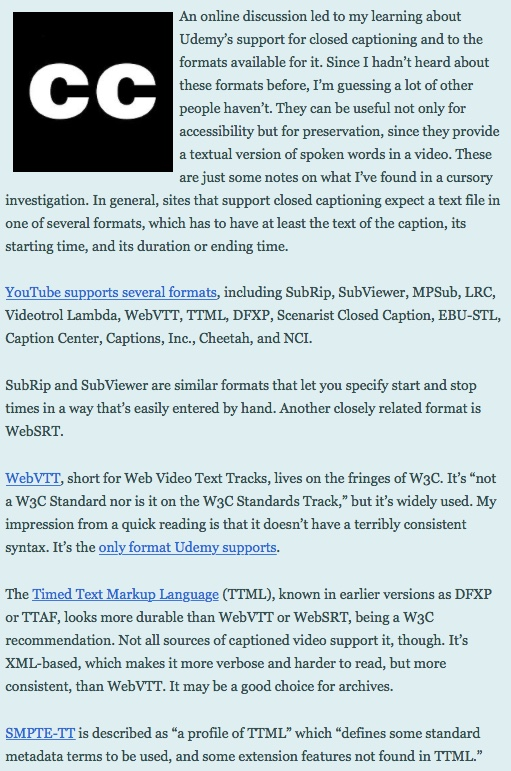 CC
An online discussion led to my learning about
Udemy’s support for closed captioning and to the
formats available for it. Since I hadn’t heard about
these formats before, I’m guessing a lot of other
people haven’t. They can be useful not only for
accessibility but for preservation, since they provide
a textual version of spoken words in a video. These
are just some notes on what I’ve found in a cursory
investigation. In general, sites that support closed captioning expect a text file in
one of several formats, which has to have at least the text of the caption, its
starting time, and its duration or ending time.
YouTube supports several formats, including SubRip, SubViewer, MPSub, LRC,
Videotrol Lambda, WebVTT, TTML, DFXP, Scenarist Closed Caption, EBU-STL,
Caption Center, Captions, Inc., Cheetah, and NCI.
SubRip and SubViewer are similar formats that let you specify start and stop
times in a way that’s easily entered by hand. Another closely related format is
WebSRT.
WebVTT, short for Web Video Text Tracks, lives on the fringes of W3C. It’s “not
a W3C Standard nor is it on the W3C Standards Track,” but it’s widely used. My
impression from a quick reading is that it doesn’t have a terribly consistent
syntax. It’s the only format Udemy supports.
The Timed Text Markup Language (TTML), known in earlier versions as DFXP
or TTAF, looks more durable than WebVTT or WebSRT, being a W3C
recommendation. Not all sources of captioned video support it, though. It’s
XML-based, which makes it more verbose and harder to read, but more
consistent, than WebVTT. It may be a good choice for archives.
SMPTE-TT is described as “a profile of TTML” which “defines some standard
metadata terms to be used, and some extension features not found in TTML.”